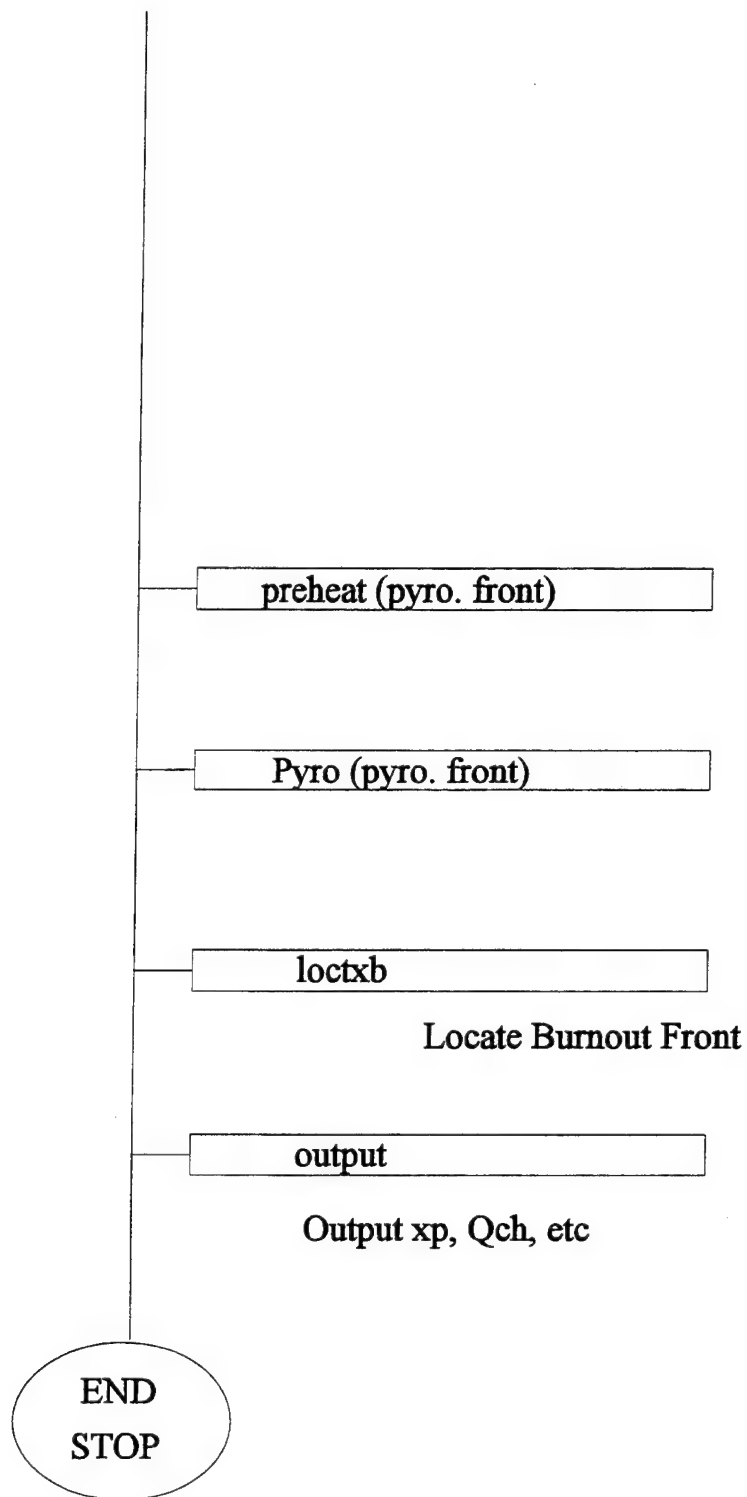 preheat (pyro. front)
Pyro (pyro. front)
loctxb
Locate Burnout Front
output
Output xp, Qch, etc
END
STOP